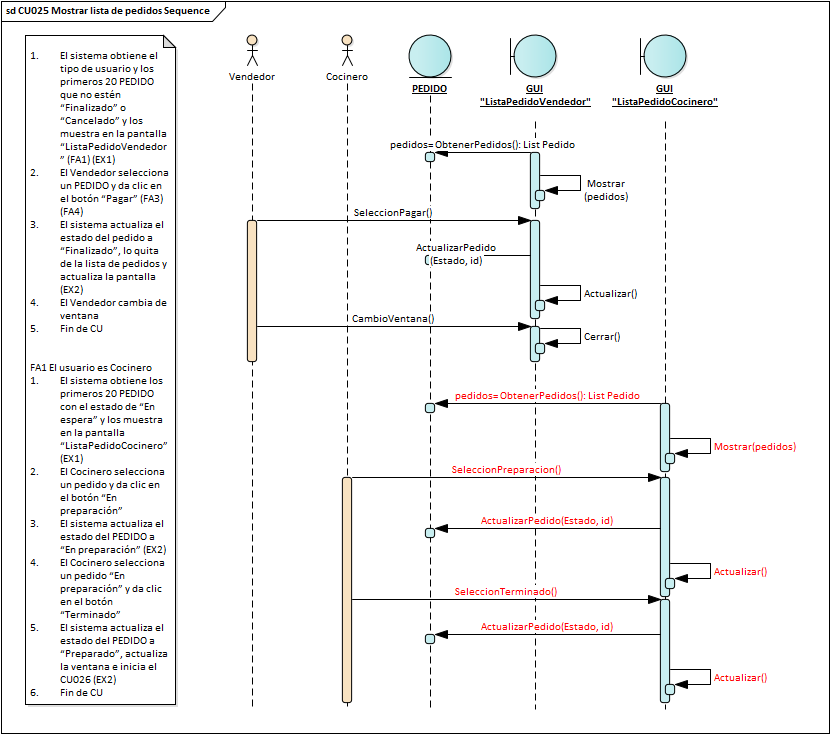 sd CU025 Mostrar lista de pedidos Sequence
1. El sistema obtiene el
tipo de usuario y los
primeros 20 PEDIDO
que no estén
“Finalizado” o
“Cancelado” y los
muestra en la pantalla
“ListaPedidoVendedor
” (FA1) (EX1)
2. El Vendedor selecciona
un PEDIDO y da clic en
el botón “Pagar” (FA3)
(FA4)
3. El sistema actualiza el
estado del pedido a
“Finalizado”, lo quita
de la lista de pedidos y
actualiza la pantalla
(EX2)
4. El Vendedor cambia de
ventana
5. Fin de CU
FA1 El usuario es Cocinero
1. El sistema obtiene los
primeros 20 PEDIDO
con el estado de “En
espera” y los muestra
en la pantalla
“ListaPedidoCocinero”
(EX1)
2. El Cocinero selecciona
un pedido y da clic en
el botón “En
preparación”
3. El sistema actualiza el
estado del PEDIDO a
“En preparación” (EX2)
4. El Cocinero selecciona
un pedido “En
preparación” y da clic
en el botón
“Terminado”
5. El sistema actualiza el
estado del PEDIDO a
“Preparado”, actualiza
la ventana e inicia el
CU026 (EX2)
6. Fin de CU
Vendedor
Cocinero
PEDIDO
GUI
"ListaPedidoVendedor"
GUI
"ListaPedidoCocinero"
pedidos= ObtenerPedidos(): List Pedido
Mostrar
(pedidos)
SeleccionPagar()
ActualizarPedido
(Estado, id)
Actualizar()
CambioVentana()
Cerrar()
pedidos= ObtenerPedidos(): List Pedido
Mostrar(pedidos)
SeleccionPreparacion()
ActualizarPedido(Estado, id)
Actualizar()
SeleccionTerminado()
ActualizarPedido(Estado, id)
Actualizar()